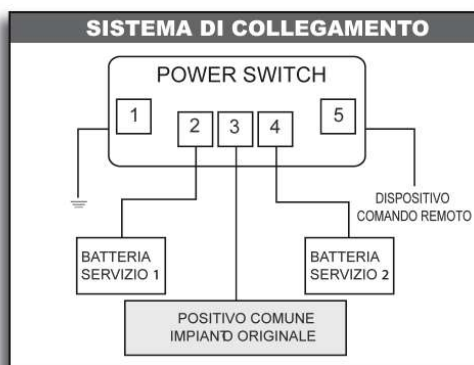 SISTEMA DI COLLEGAMENTO
POWER SWITCH
1
2
3
4
5
DISPOSITIVO
COMANDO REMOTO
BATTERIA
SERVIZIO 1
BATTERIA
SERVIZIO 2
POSITIVO COMUNE
IMPIANTO ORIGINALE